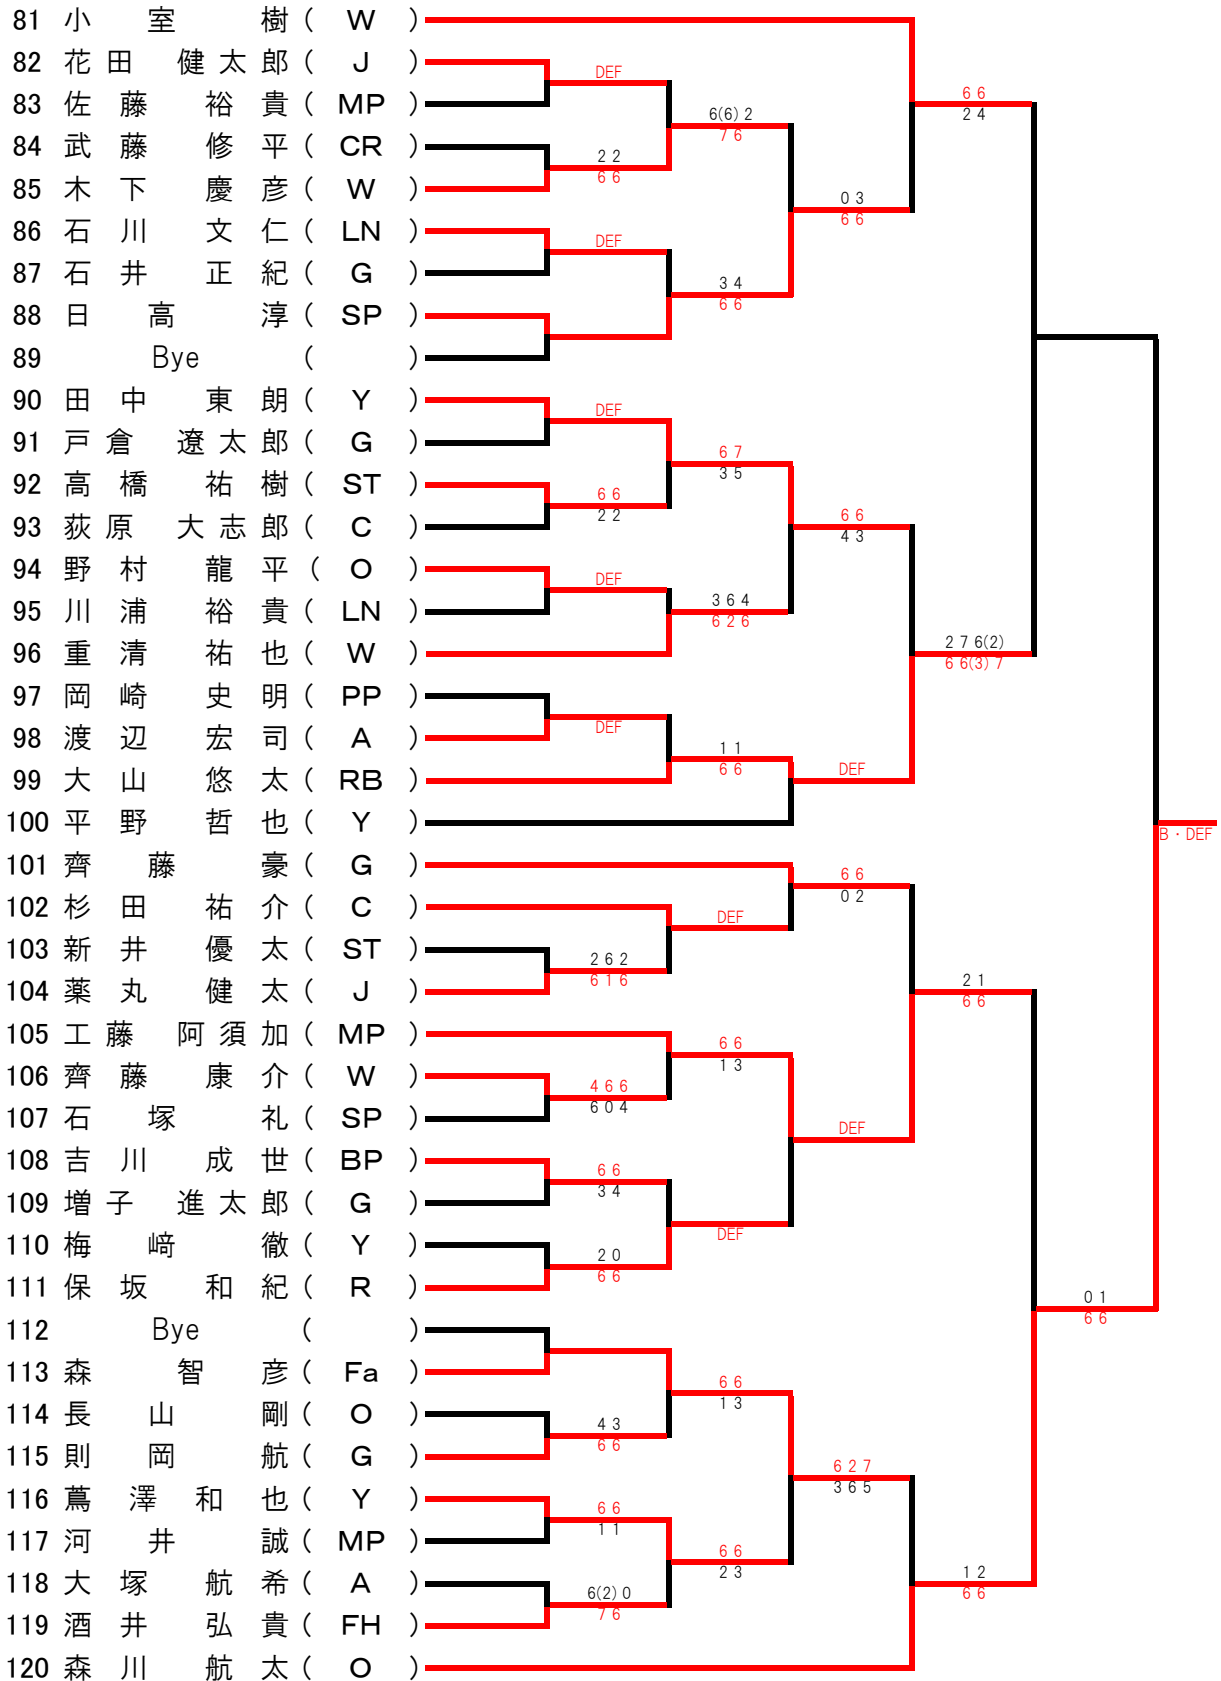 81 小室 樹 ( W )
82 花田 健太郎 ( J )
DEF
83 佐藤 裕貴 ( MP )
6 6
2 4
6(6) 2
7 6
84 武藤 修平 ( CR )
2 2
6 6
85 木下 慶彦 ( W )
0 3
6 6
86 石川 文仁 ( LN )
DEF
87 石井 正紀 ( G )
3 4
6 6
88 日高 淳 ( SP )
89 Bye ( )
90 田中 東朗 ( Y )
DEF
91 戸倉 遼太郎 ( G )
6 7
3 5
92 高橋 祐樹 ( ST )
6 6
2 2
93 荻原 大志郎 ( C )
6 6
4 3
94 野村 龍平 ( O )
DEF
95 川浦 裕貴 ( LN )
3 6 4
6 2 6
96 重清 祐也 ( W )
2 7 6(2)
6 6(3) 7
97 岡崎 史明 ( PP )
DEF
98 渡辺 宏司 ( A )
1 1
6 6
99 大山 悠太 ( RB )
DEF
100 平野 哲也 ( Y )
B・DEF
101 齊藤 豪 ( G )
6 6
0 2
102 杉田 祐介 ( C )
DEF
103 新井 優太 ( ST )
2 6 2
6 1 6
104 薬丸 健太 ( J )
2 1
6 6
105 工藤 阿須加 ( MP )
6 6
1 3
106 齊藤 康介 ( W )
4 6 6
6 0 4
107 石塚 礼 ( SP )
DEF
108 吉川 成世 ( BP )
6 6
3 4
109 増子 進太郎 ( G )
DEF
110 梅﨑 徹 ( Y )
2 0
6 6
111 保坂 和紀 ( R )
0 1
6 6
112 Bye ( )
113 森 智彦 ( Fa )
6 6
1 3
114 長山 剛 ( O )
4 3
6 6
115 則岡 航 ( G )
6 2 7
3 6 5
116 蔦澤 和也 ( Y )
6 6
1 1
117 河井 誠 ( MP )
6 6
2 3
118 大塚 航希 ( A )
6(2) 0
7 6
1 2
6 6
119 酒井 弘貴 ( FH )
120 森川 航太 ( O )